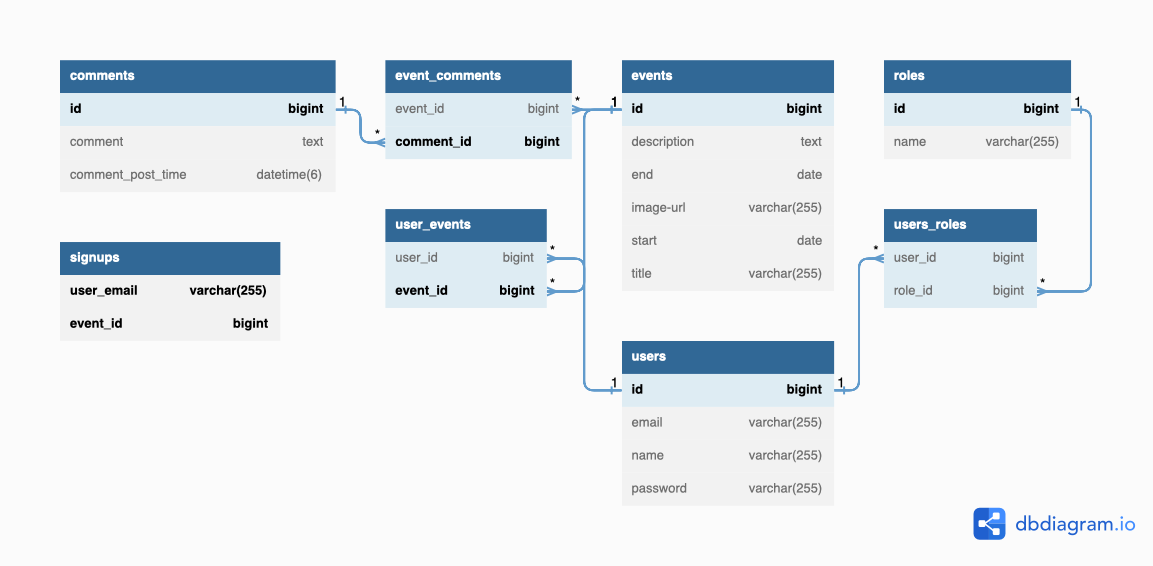 comments
id bigint
comment text
comment_post_time datetime(6)
1
*
event_comments
event_id bigint
comment_id bigint
*
1
events
id bigint
description text
end date
image-url varchar(255)
start date
title varchar(255)
roles
id bigint
name varchar(255)
1
signups
user_email varchar(255)
event_id bigint
user_events
user_id bigint
event_id bigint
*
*
users_roles
user_id bigint
role_id bigint
*
*
users
id bigint
email varchar(255)
name varchar(255)
password varchar(255)
1
1
dbdiagram.io